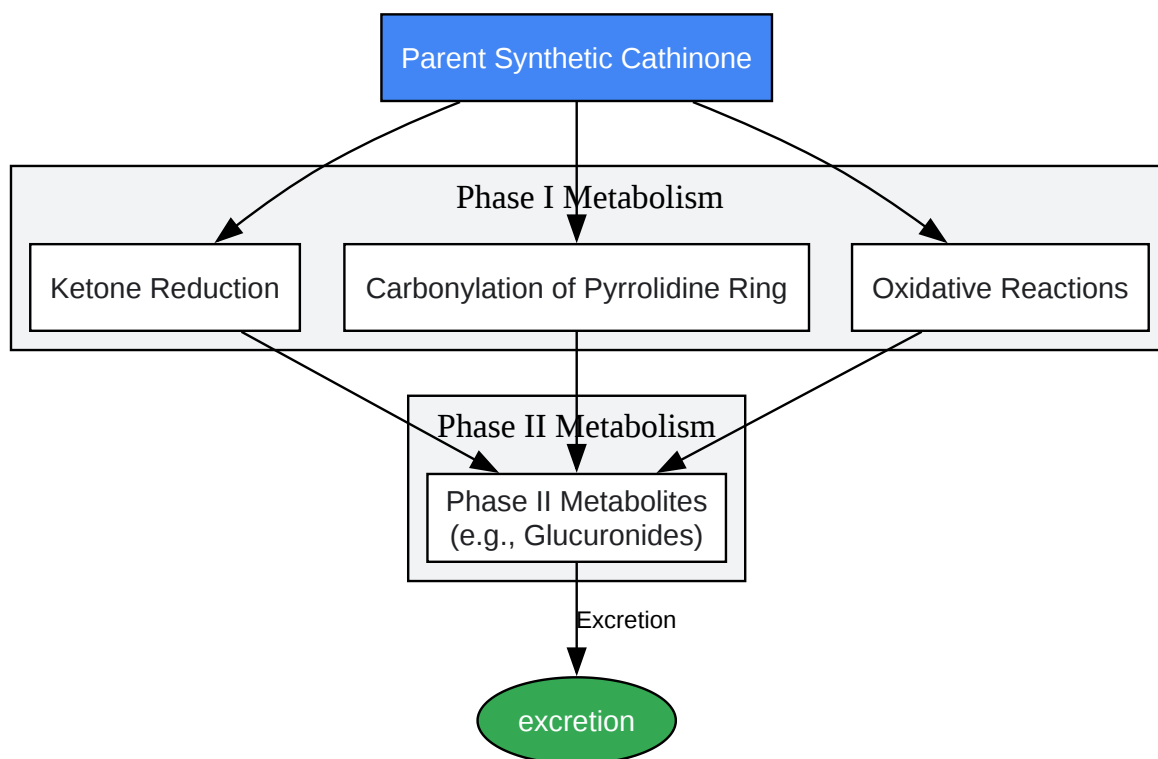 Parent Synthetic Cathinone
Phase I Metabolism
Ketone Reduction
Carbonylation of Pyrrolidine Ring
Oxidative Reactions
Phase II Metabolism
Phase II Metabolites
(e.g., Glucuronides)
Excretion
excretion